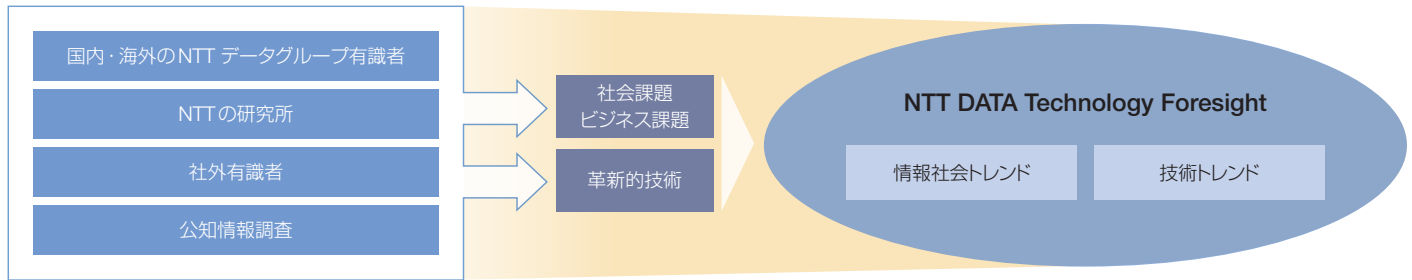 国内・海外のNTT データグループ有識者
NTTの研究所
社外有識者
公知情報調査
社会課題
ビジネス課題
革新的技術
NTT DATA Technology Foresight
情報社会トレンド
技術トレンド